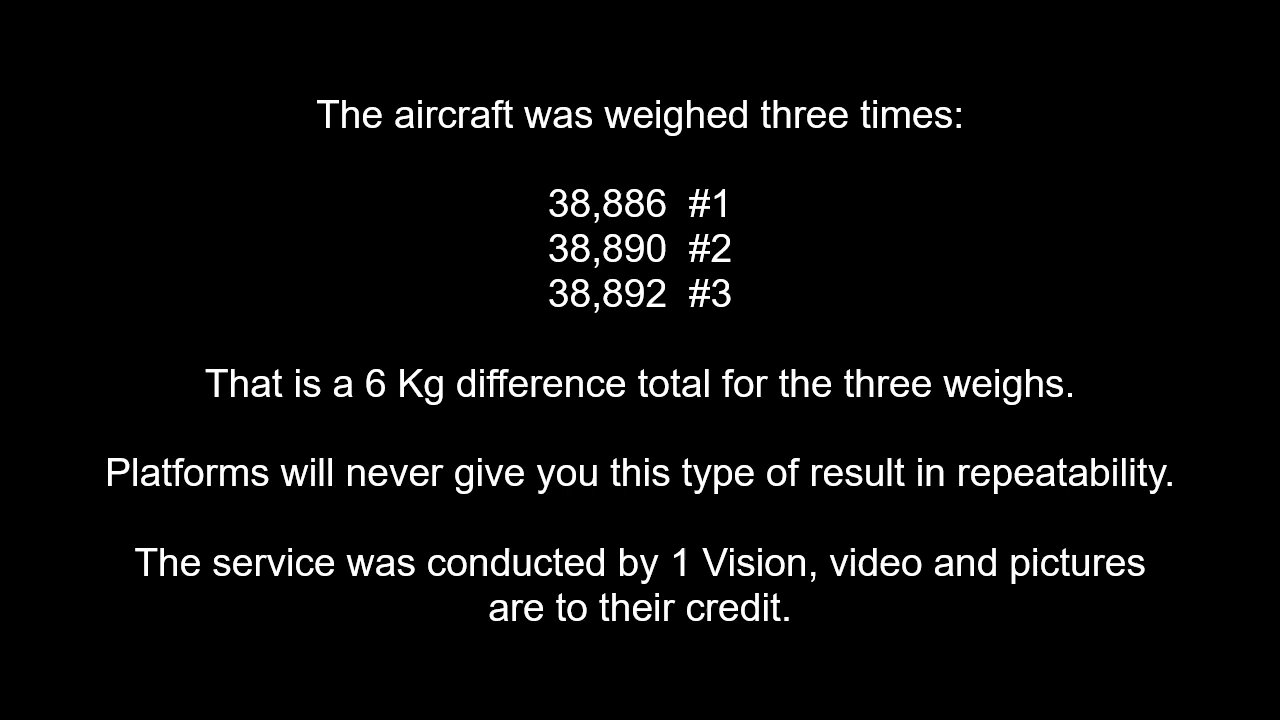 The aircraft was weighed three times:
38,886 #1
38,890 #2
38,892 #3
That is a 6 Kg difference total for the three weighs.
Platforms will never give you this type of result in repeatability.
The service was conducted by 1 Vision, video and pictures
are to their credit.